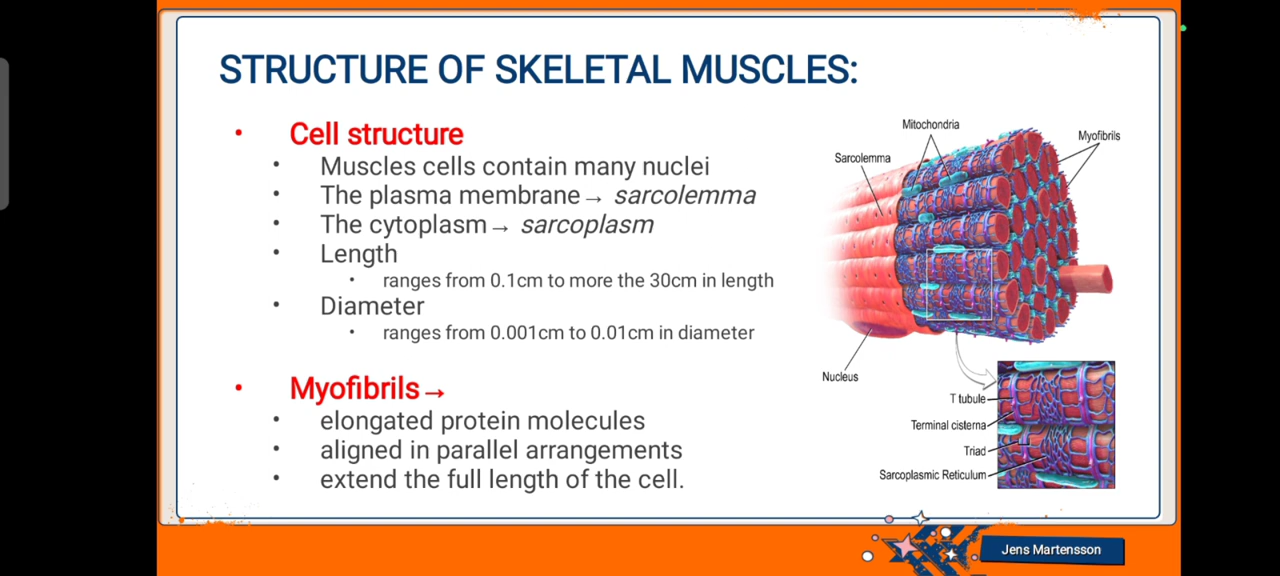 STRUCTURE OF SKELETAL MUSCLES:
• Cell structure
• Muscles cells contain many nuclei
• The plasma membrane→ sarcolemma
• The cytoplasm→ sarcoplasm
• Length
• ranges from 0.1cm to more the 30cm in length
• Diameter
• ranges from 0.001cm to 0.01cm in diameter
• Myofibrils→
• elongated protein molecules
• aligned in parallel arrangements
• extend the full length of the cell.
Mitochondria
Myofibrils
Sarcolemma
Nucleus
T tubule
Terminal cisterna
Triad
Sarcoplasmic Reticulum
Jens Martensson